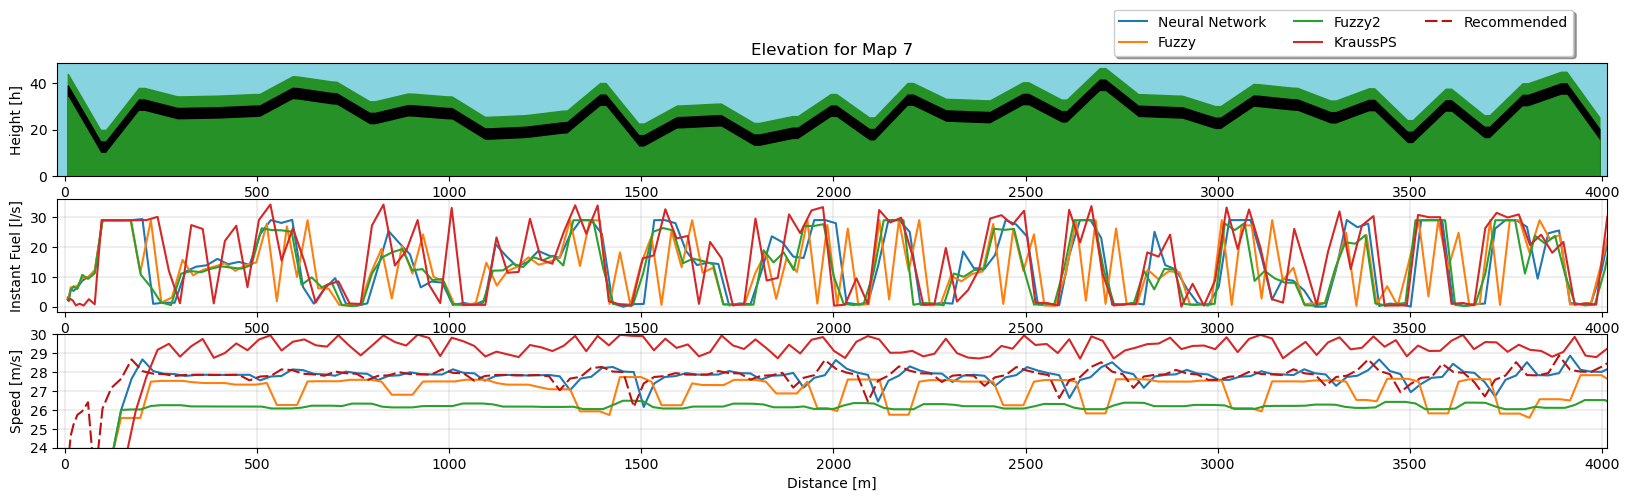 Neural Network Fuzzy2 Recommended
Fuzzy KraussPS
Elevation for Map 7
Height [h]
40
20
0
0 500 1000 1500 2000 2500 3000 3500 4000
Instant Fuel [l/s]
30
20
10
0
0 500 1000 1500 2000 2500 3000 3500 4000
Speed [m/s]
30
29
28
27
26
25
24
0 500 1000 1500 2000 2500 3000 3500 4000
Distance [m]